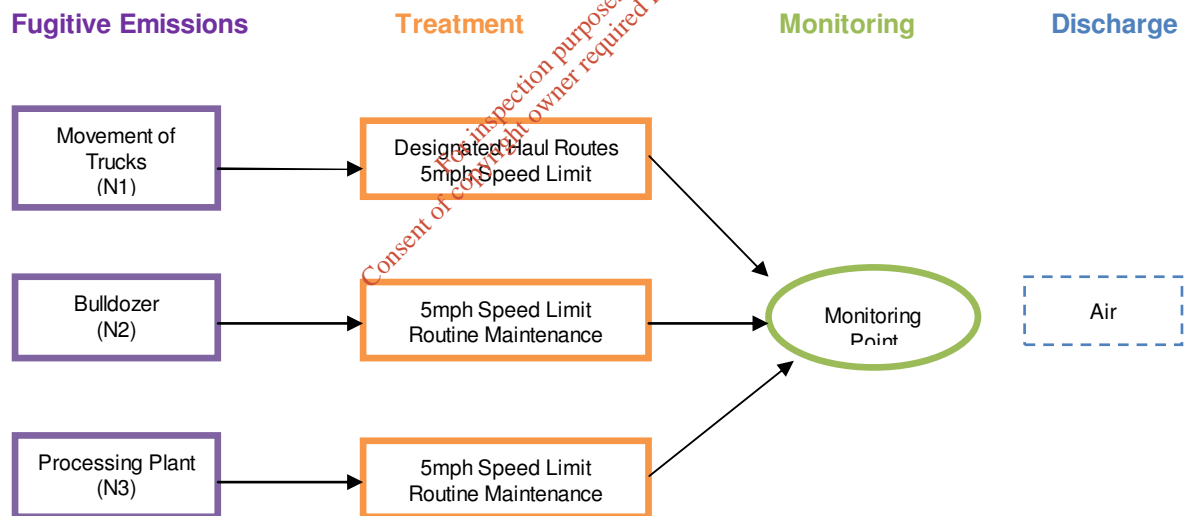 Fugitive Emissions
Treatment
Monitoring
Discharge
Movement of
Trucks
(N1)
Designated Haul Routes
5mph Speed Limit
Bulldozer
(N2)
5mph Speed Limit
Routine Maintenance
Monitoring
Point
Air
Processing Plant
(N3)
5mph Speed Limit
Routine Maintenance
For inspection purposes
Consent of copyright owner required